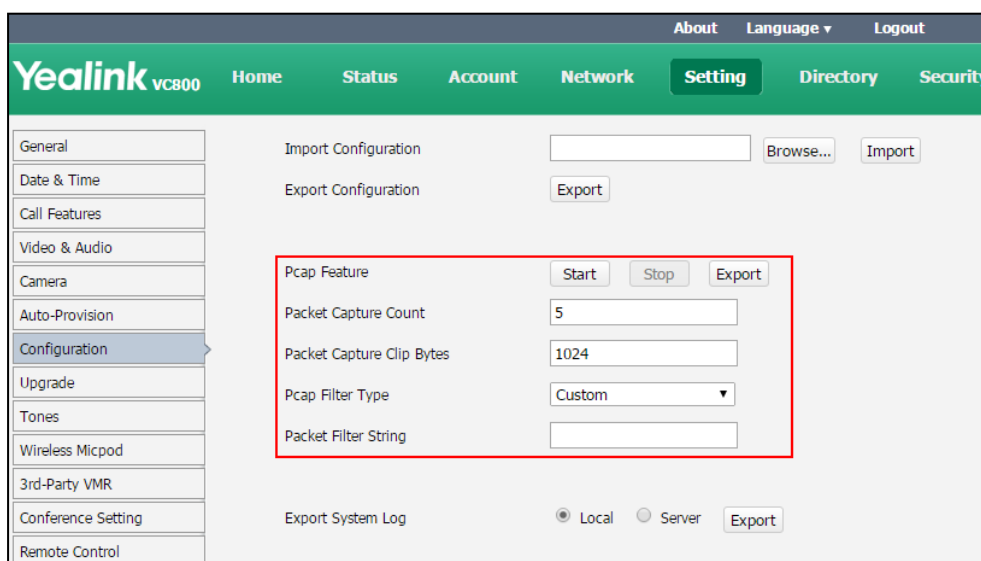 About Language ▾ Logout
Yealink VC800 Home Status Account Network Setting Directory Security
General
Date & Time
Call Features
Video & Audio
Camera
Auto-Provision
Configuration
Upgrade
Tones
Wireless Micpod
3rd-Party VMR
Conference Setting
Remote Control
Import Configuration Browse... Import
Export Configuration Export
Pcap Feature Start Stop Export
Packet Capture Count 5
Packet Capture Clip Bytes 1024
Pcap Filter Type Custom
Packet Filter String
Export System Log Local Server Export